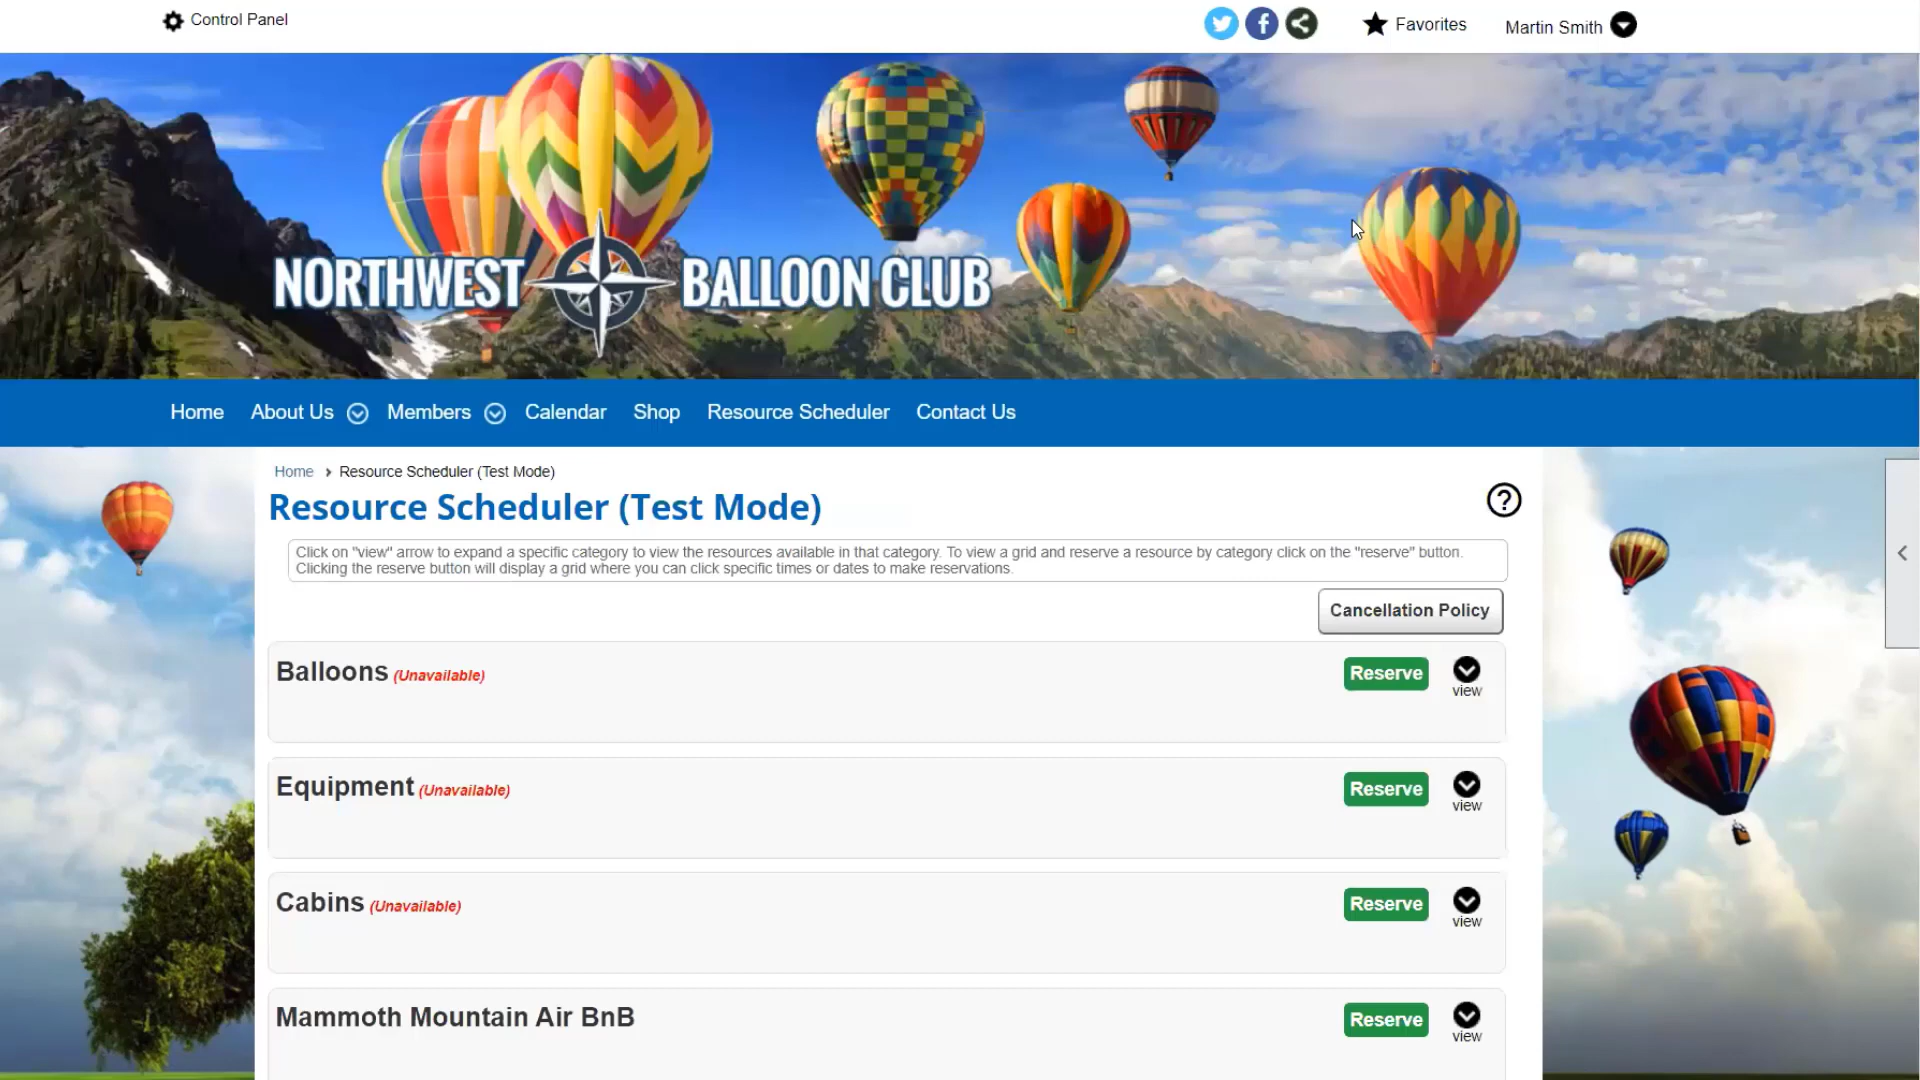 Control Panel
Favorites
Martin Smith
NORTHWEST BALLOON CLUB
Home About Us Members Calendar Shop Resource Scheduler Contact Us
Home › Resource Scheduler (Test Mode)
Resource Scheduler (Test Mode)
Click on "view" arrow to expand a specific category to view the resources available in that category. To view a grid and reserve a resource by category click on the "reserve" button.
Clicking the reserve button will display a grid where you can click specific times or dates to make reservations.
Cancellation Policy
Balloons (Unavailable)
Reserve
view
Equipment (Unavailable)
Reserve
view
Cabins (Unavailable)
Reserve
view
Mammoth Mountain Air BnB
Reserve
view